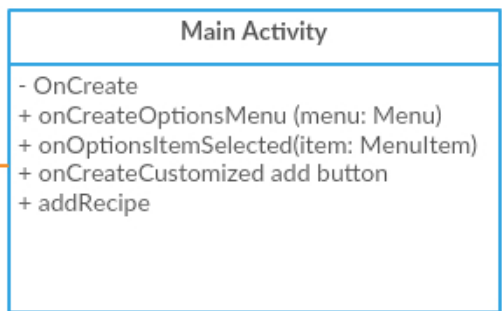 Main Activity
- OnCreate
+ onCreateOptionsMenu (menu: Menu)
+ onOptionsItemSelected(item: MenuItem)
+ onCreateCustomized add button
+ addRecipe